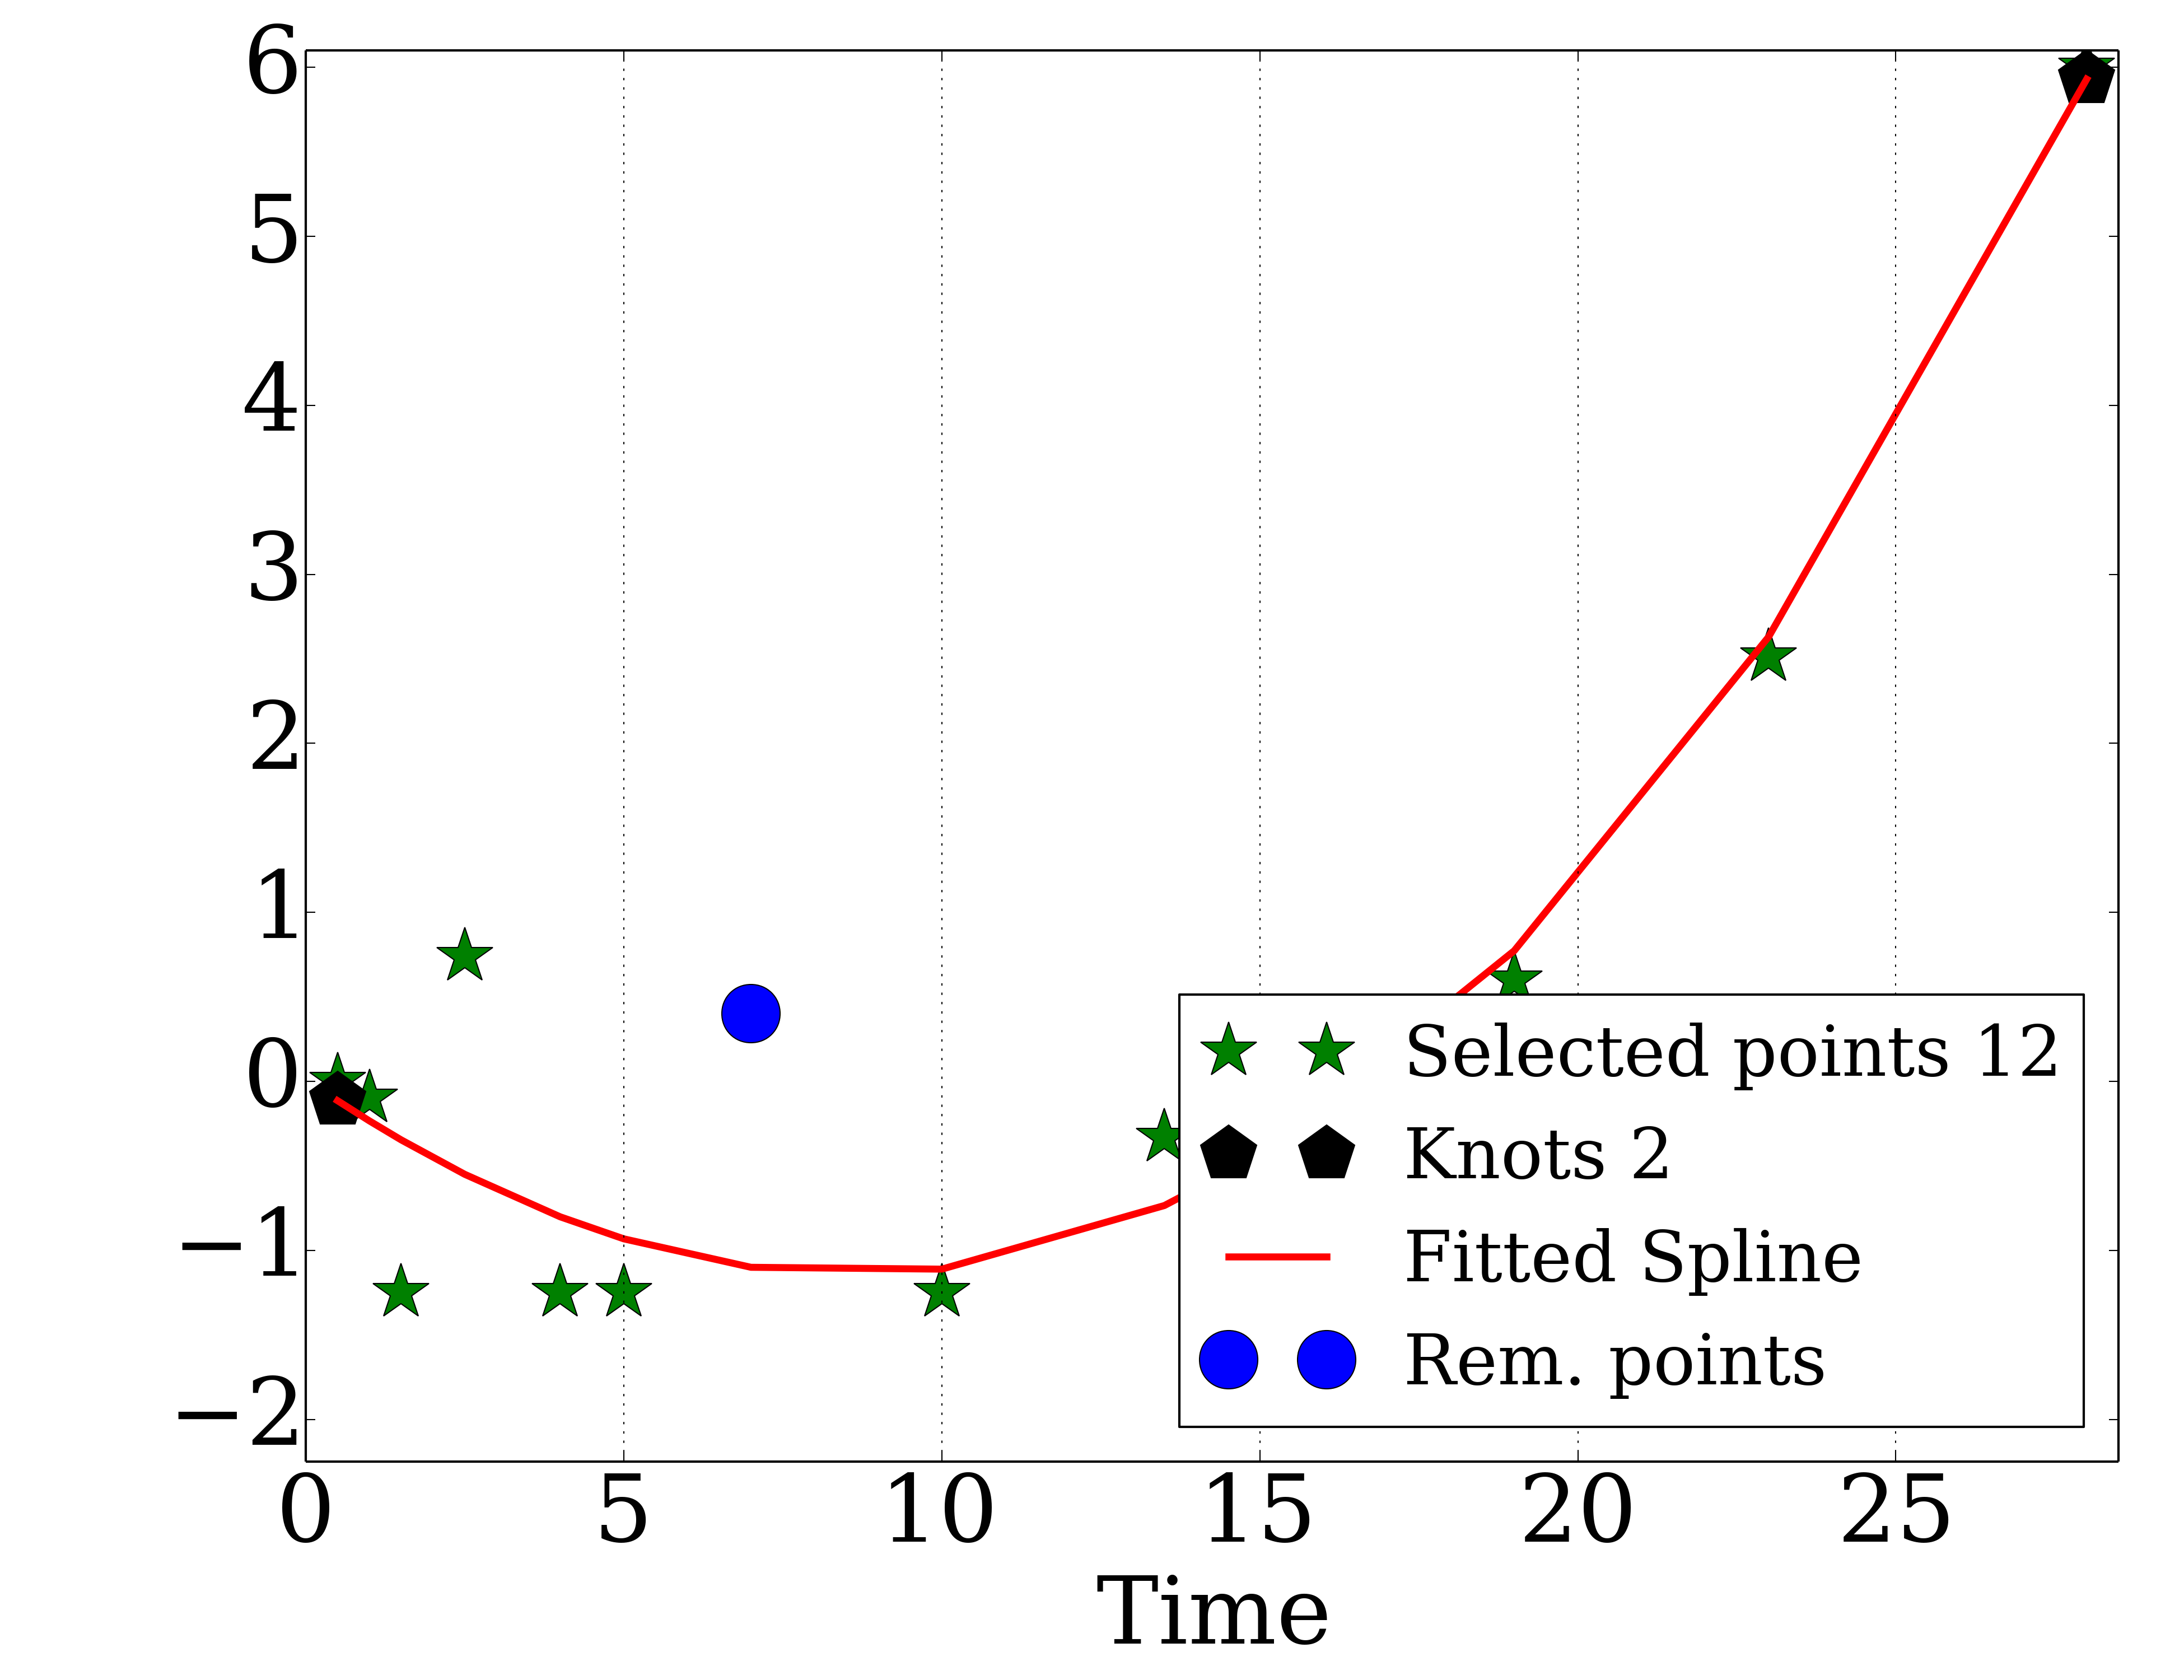 6
5
4
3
2
1
0
−1
−2
Selected points 12
Knots 2
Fitted Spline
Rem. points
0 5 10 15 20 25
Time